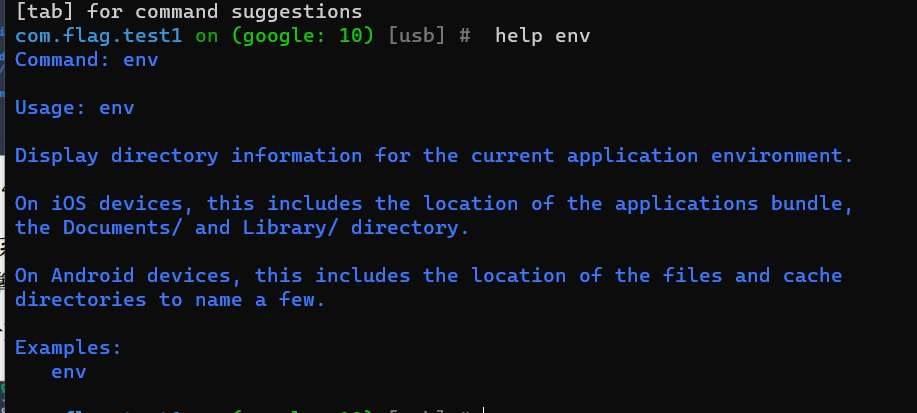 [tab] for command suggestions
com.flag.test1 on (google: 10) [usb] #  help env
Command: env
Usage: env
Display directory information for the current application environment.
On iOS devices, this includes the location of the applications bundle,
the Documents/ and Library/ directory.
On Android devices, this includes the location of the files and cache
directories to name a few.
Examples:
   env